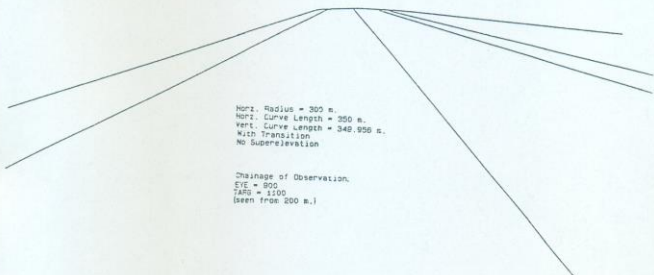 Horz. Radius = 300 m.
Horz. Curve Length = 350 m.
Vert. Curve Length = 349.956 m.
With Transition
No Superelevation
Chainage of Observation.
EYE = 900
TARG = 1100
(seen from 200 m.)